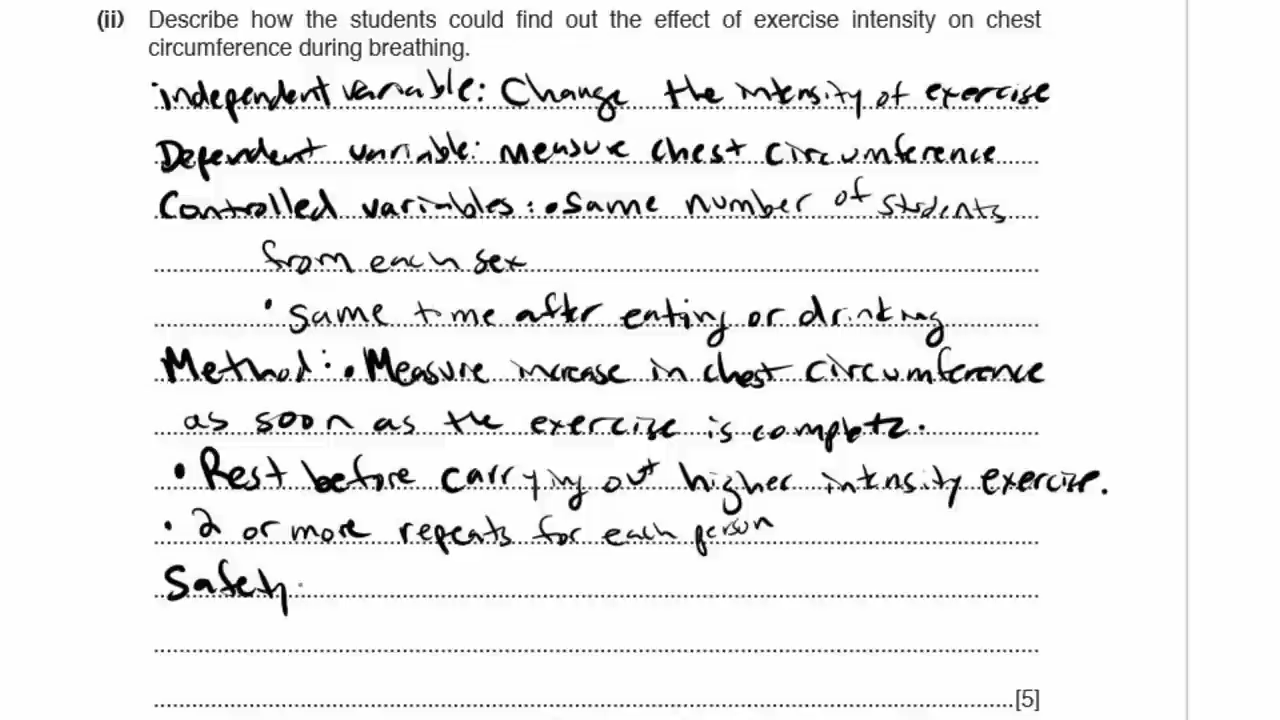 (ii) Describe how the students could find out the effect of exercise intensity on chest
circumference during breathing.
independent variable: Change the intensity of exercise
Dependent variable: measure chest circumference
Controlled variables: • same number of students
from each sex
• same time after eating or drinking
Method: • Measure increase in chest circumference
as soon as the exercise is complete.
• Rest before carrying out higher intensity exercise.
• 2 or more repeats for each person
Safety:
[5]